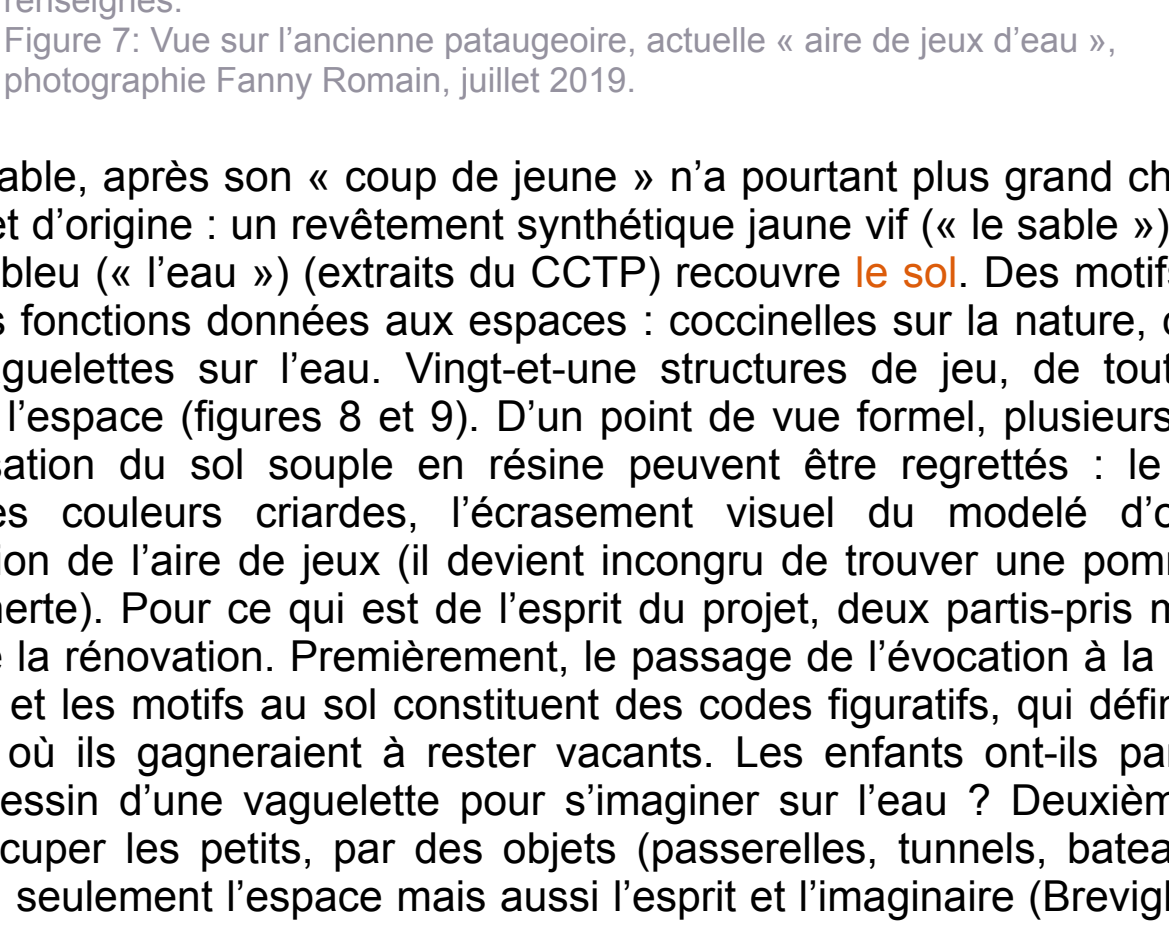 renseignés.
Figure 7: Vue sur l’ancienne pataugeoire, actuelle « aire de jeux d’eau »,
photographie Fanny Romain, juillet 2019.
able, après son « coup de jeune » n’a pourtant plus grand ch
et d’origine : un revêtement synthétique jaune vif (« le sable »)
bleu (« l’eau ») (extraits du CCTP) recouvre le sol. Des motifs
s fonctions données aux espaces : coccinelles sur la nature,
guelettes sur l’eau. Vingt-et-une structures de jeu, de tout
l’espace (figures 8 et 9). D’un point de vue formel, plusieurs
sation du sol souple en résine peuvent être regrettés : le
es couleurs criardes, l’écrasement visuel du modelé d’o
ion de l’aire de jeux (il devient incongru de trouver une pom
nerte). Pour ce qui est de l’esprit du projet, deux partis-pris m
e la rénovation. Premièrement, le passage de l’évocation à la
et les motifs au sol constituent des codes figuratifs, qui défin
où ils gagneraient à rester vacants. Les enfants ont-ils par
essin d’une vaguelette pour s’imaginer sur l’eau ? Deuxièm
cuper les petits, par des objets (passerelles, tunnels, batea
seulement l’espace mais aussi l’esprit et l’imaginaire (Brevigl